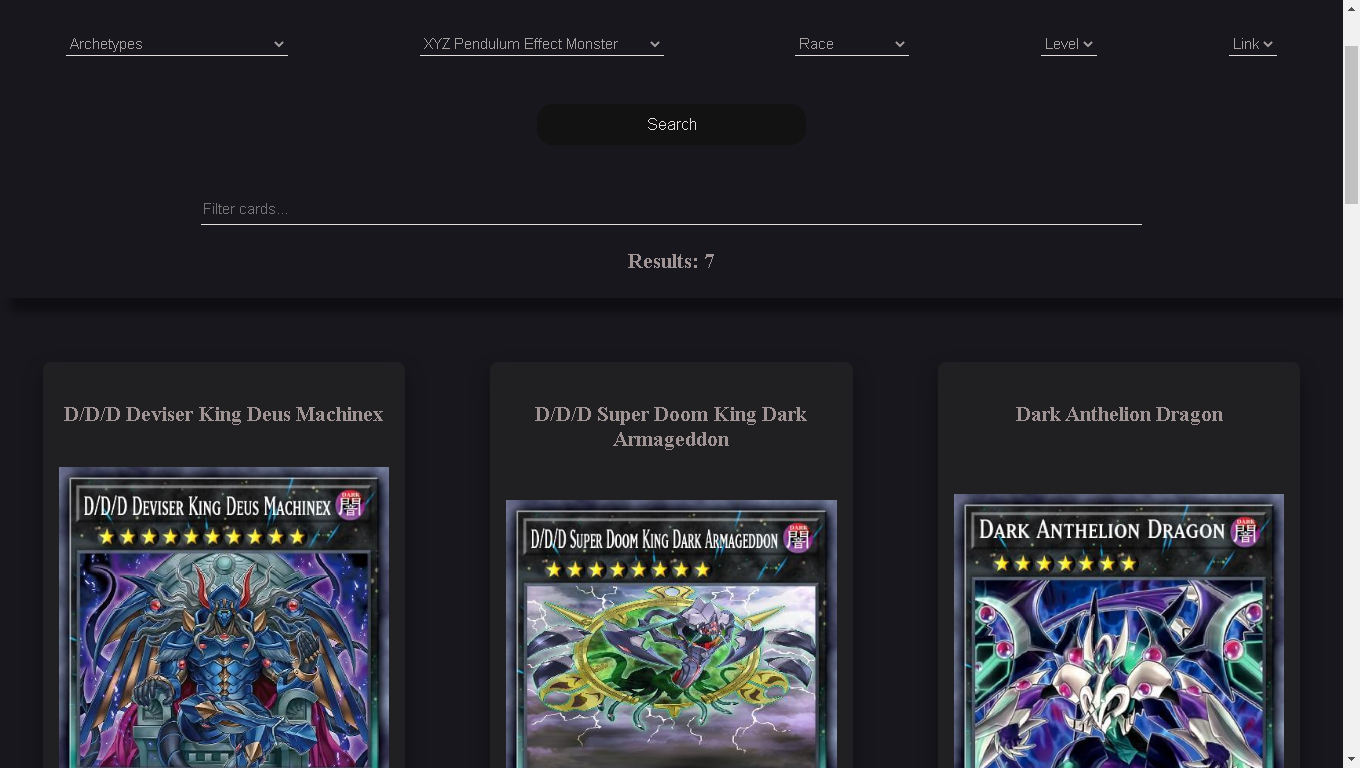 Archetypes XYZ Pendulum Effect Monster Race Level Link
Search
Filter cards...
Results: 7
D/D/D Deviser King Deus Machinex
D/D/D Super Doom King Dark
Armageddon
Dark Anthelion Dragon
D/D/D Deviser King Deus Machinex DARK 闇
D/D/D Super Doom King Dark Armageddon DARK 闇
Dark Anthelion Dragon DARK 闇